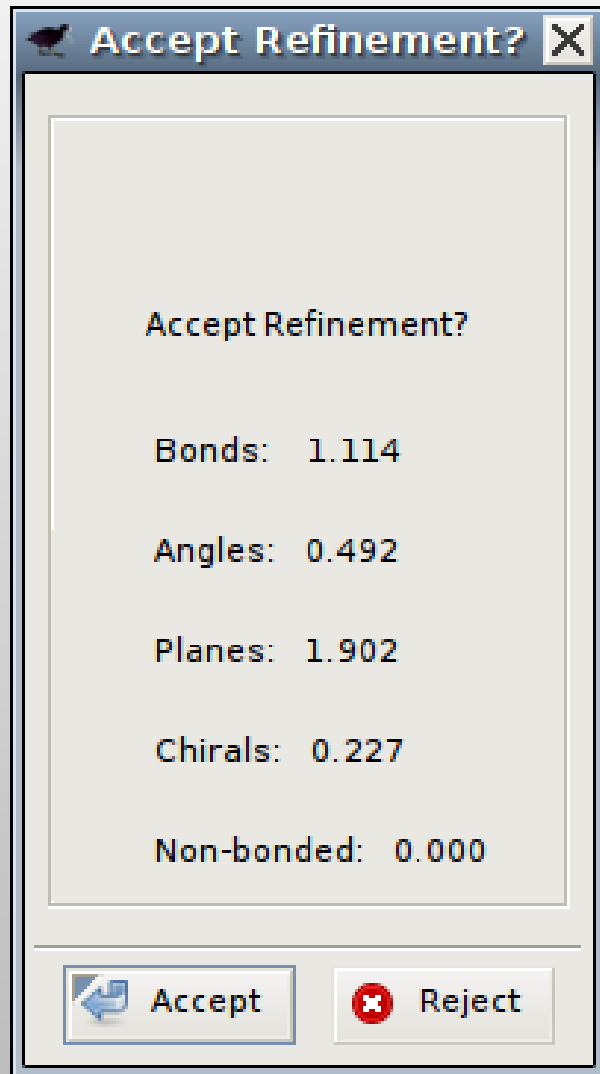 Accept Refinement?
Accept Refinement?
Bonds: 1.114
Angles: 0.492
Planes: 1.902
Chirals: 0.227
Non-bonded: 0.000
Accept Reject